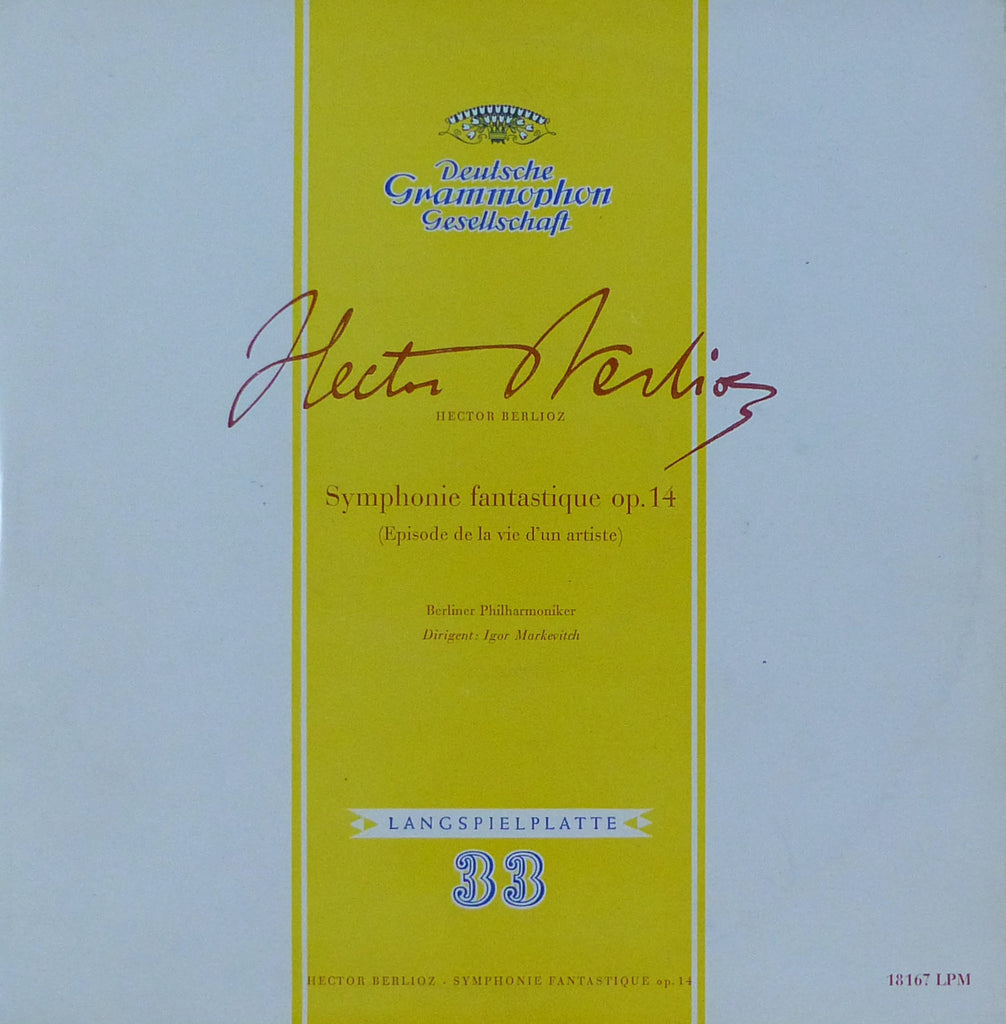 Deutsche
Grammophon
Gesellschaft
Hector Berlioz
HECTOR BERLIOZ
Symphonie fantastique op. 14
(Episode de la vie d'un artiste)
Berliner Philharmoniker
Dirigent: Igor Markevitch
LANGSPIELPLATTE
33
HECTOR BERLIOZ · SYMPHONIE FANTASTIQUE op. 14
18167 LPM